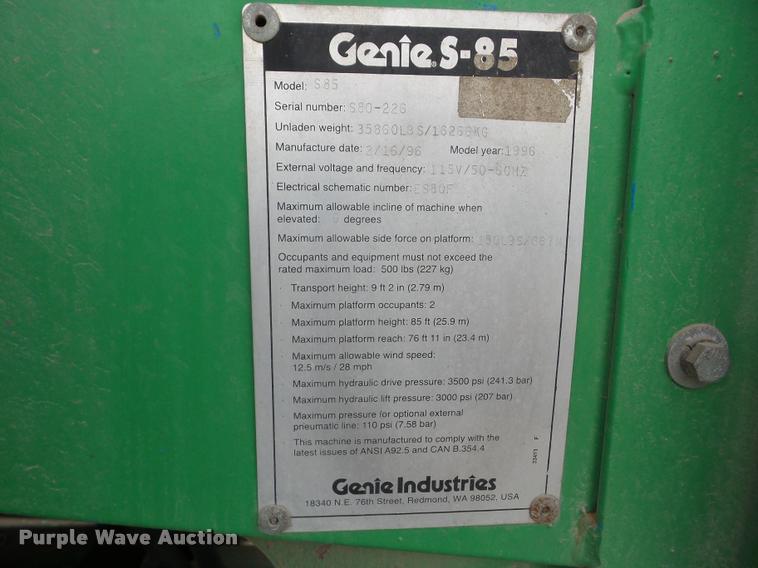 Genie. S-85
Model: S85
Serial number: S80-226
Unladen weight: 35860LBS/16266KG
Manufacture date: 2/16/96 Model year: 1996
External voltage and frequency: 115V/50-60HZ
Electrical schematic number: ES80F
Maximum allowable incline of machine when
elevated: 0 degrees
Maximum allowable side force on platform:
Occupants and equipment must not exceed the
rated maximum load: 500 lbs (227 kg)
· Transport height: 9 ft 2 in (2.79 m)
· Maximum platform occupants: 2
· Maximum platform height: 85 ft (25.9 m)
· Maximum platform reach: 76 ft 11 in (23.4 m)
· Maximum allowable wind speed:
12.5 m/s / 28 mph
· Maximum hydraulic drive pressure: 3500 psi (241.3 bar)
· Maximum hydraulic lift pressure: 3000 psi (207 bar)
· Maximum pressure for optional external
pneumatic line: 110 psi (7.58 bar)
· This machine is manufactured to comply with the
latest issues of ANSI A92.5 and CAN B.354.4
Genie Industries
18340 N.E. 76th Street, Redmond, WA 98052, USA
Purple Wave Auction